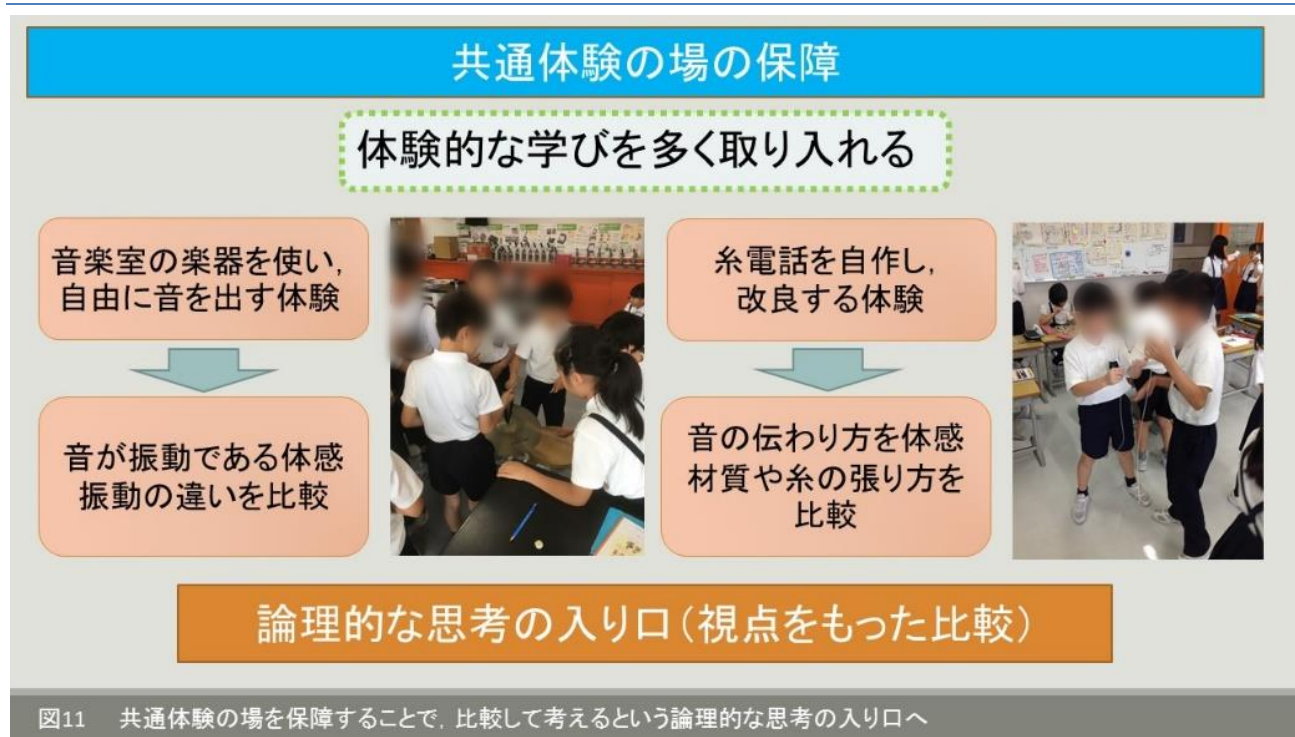 共通体験の場の保障
体験的な学びを多く取り入れる
音楽室の楽器を使い，
自由に音を出す体験
音が振動である体感
振動の違いを比較
糸電話を自作し，
改良する体験
音の伝わり方を体感
材質や糸の張り方を
比較
論理的な思考の入り口（視点をもった比較）
図11　共通体験の場を保障することで，比較して考えるという論理的な思考の入り口へ